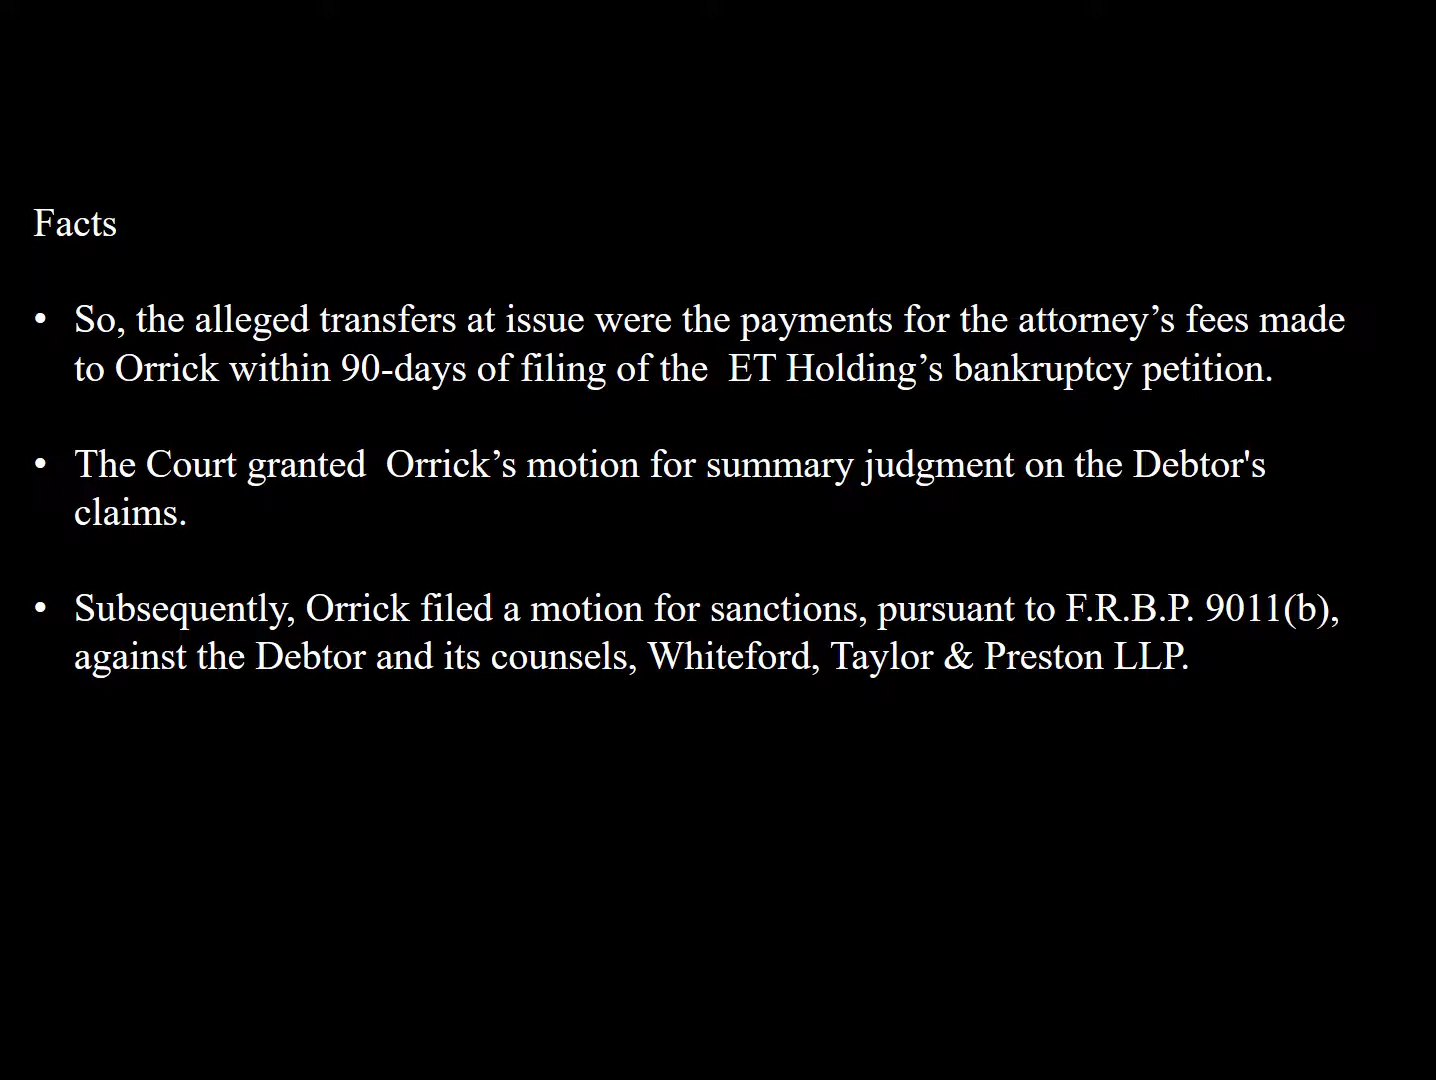 Facts
• So, the alleged transfers at issue were the payments for the attorney’s fees made
to Orrick within 90-days of filing of the  ET Holding’s bankruptcy petition.
• The Court granted  Orrick’s motion for summary judgment on the Debtor's
claims.
• Subsequently, Orrick filed a motion for sanctions, pursuant to F.R.B.P. 9011(b),
against the Debtor and its counsels, Whiteford, Taylor & Preston LLP.